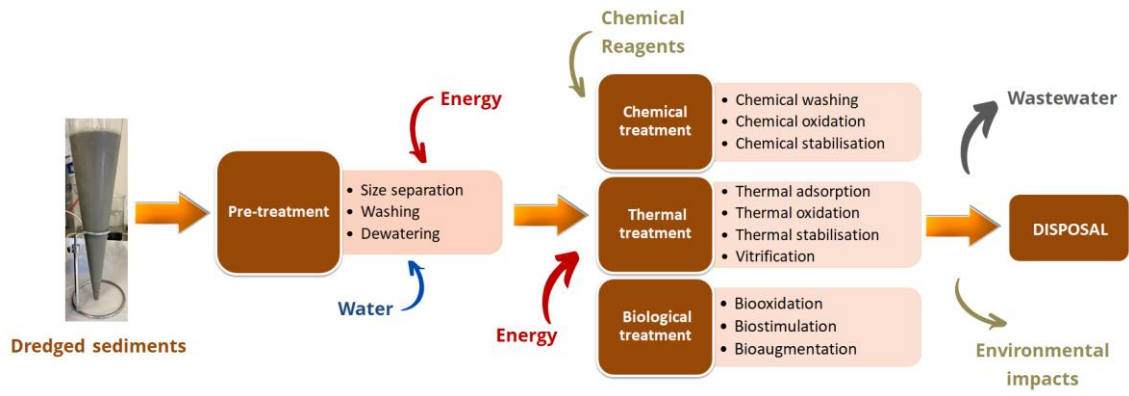 Dredged sediments
Pre-treatment
• Size separation
• Washing
• Dewatering
Energy
Water
Chemical
Reagents
Energy
Chemical
treatment
• Chemical washing
• Chemical oxidation
• Chemical stabilisation
Thermal
treatment
• Thermal adsorption
• Thermal oxidation
• Thermal stabilisation
• Vitrification
Biological
treatment
• Biooxidation
• Biostimulation
• Bioaugmentation
Wastewater
DISPOSAL
Environmental
impacts